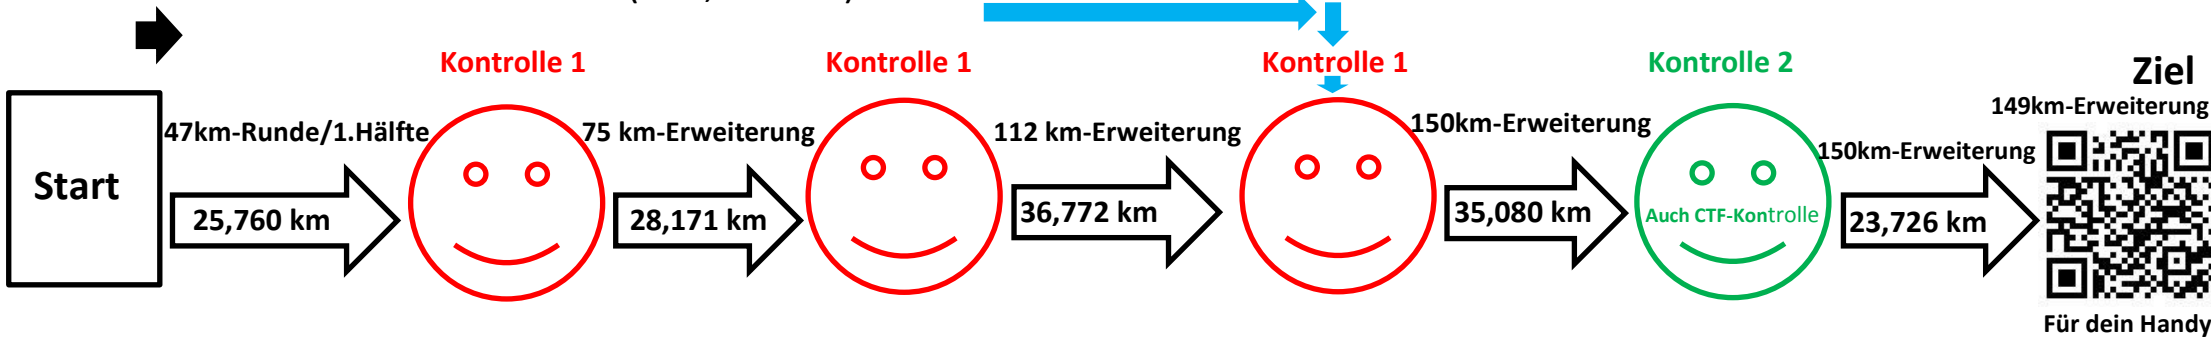 Kontrolle 1
Kontrolle 1
Kontrolle 1
Kontrolle 2
Ziel
47km-Runde/1.Hälfte
75 km-Erweiterung
112 km-Erweiterung
150km-Erweiterung
150km-Erweiterung
149km-Erweiterung
Start
25,760 km
28,171 km
36,772 km
35,080 km
Auch CTF-Kontrolle
23,726 km
Für dein Handy